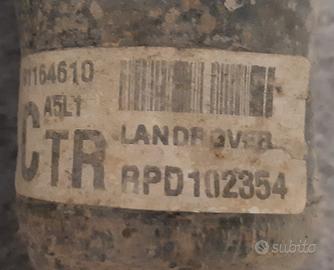 1164610
A5L1
CTR
LANDROVER
RPD102354
subito